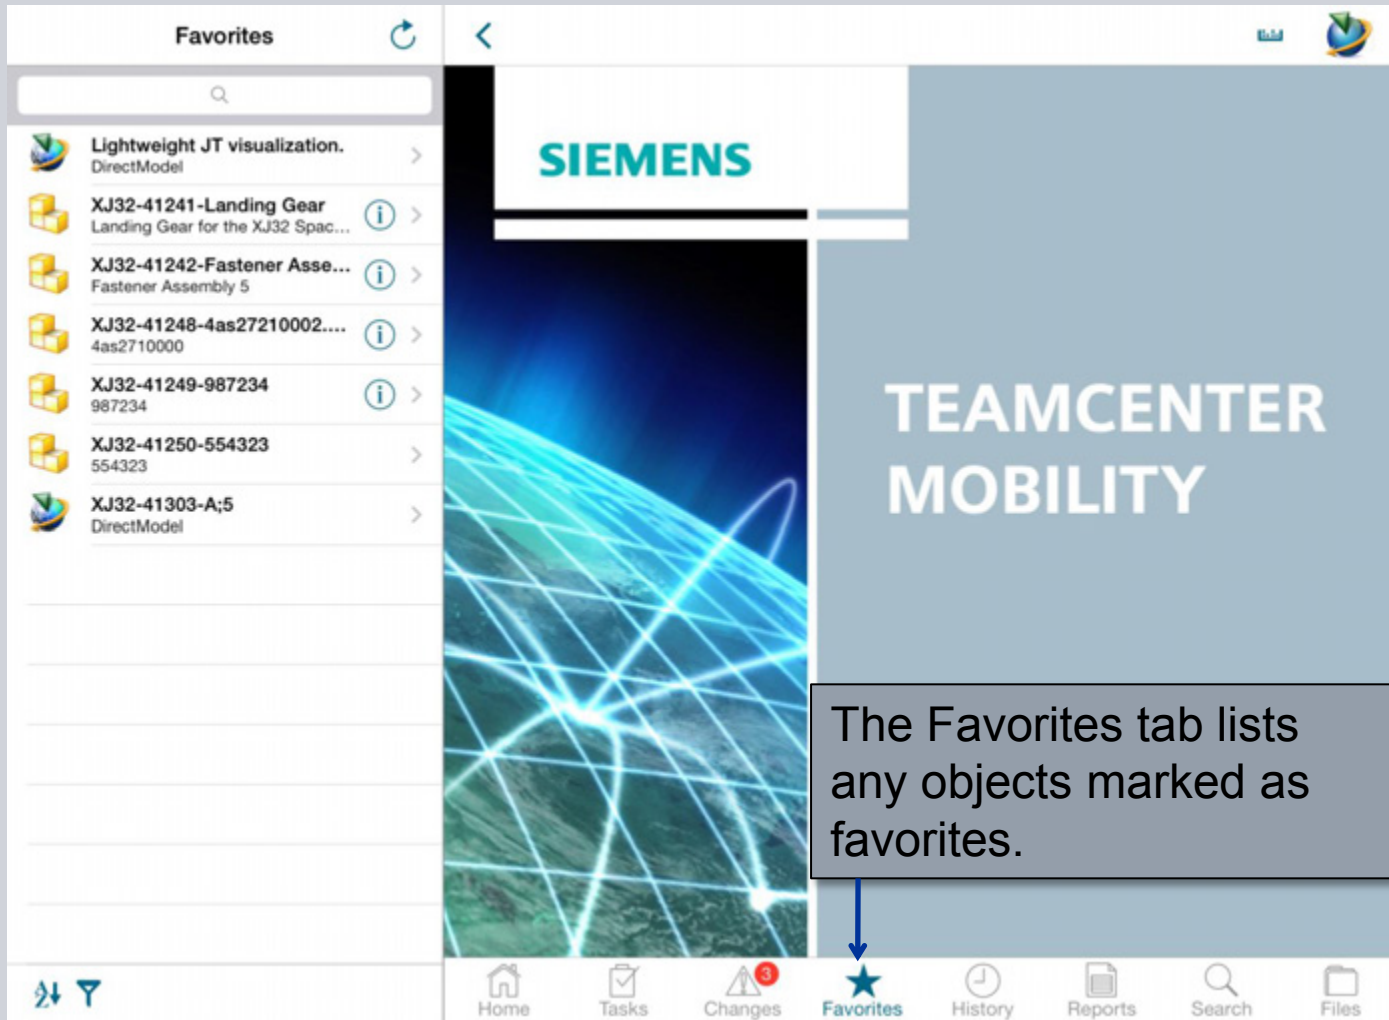 Favorites
Lightweight JT visualization.
DirectModel
XJ32-41241-Landing Gear
Landing Gear for the XJ32 Spac...
XJ32-41242-Fastener Asse...
Fastener Assembly 5
XJ32-41248-4as27210002....
4as2710000
XJ32-41249-987234
987234
XJ32-41250-554323
554323
XJ32-41303-A;5
DirectModel
SIEMENS
TEAMCENTER
MOBILITY
The Favorites tab lists
any objects marked as
favorites.
3
Home Tasks Changes Favorites History Reports Search Files